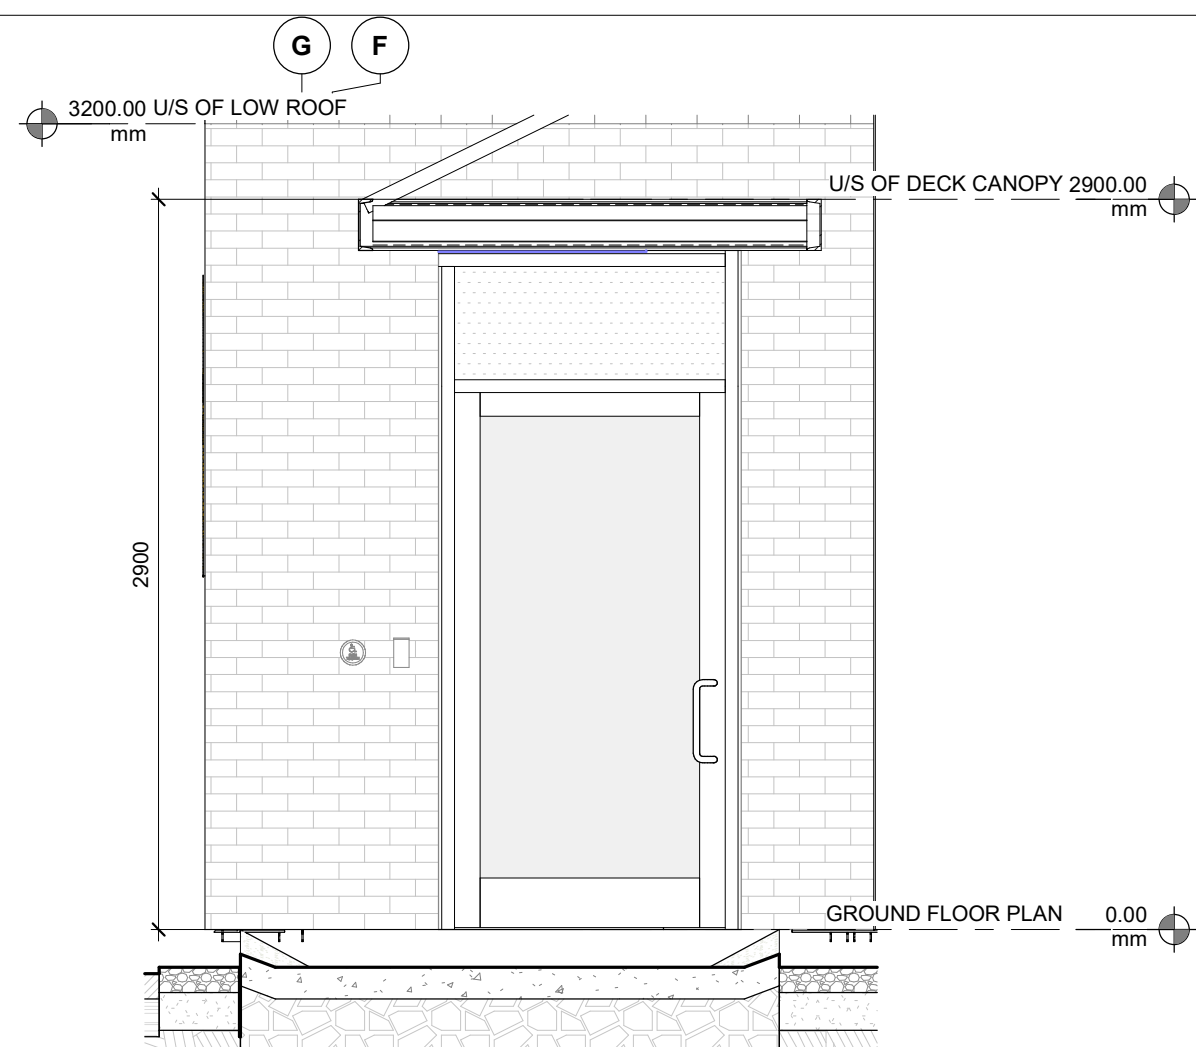 G F
3200.00 U/S OF LOW ROOF
mm
U/S OF DECK CANOPY 2900.00
mm
2900
GROUND FLOOR PLAN 0.00
mm